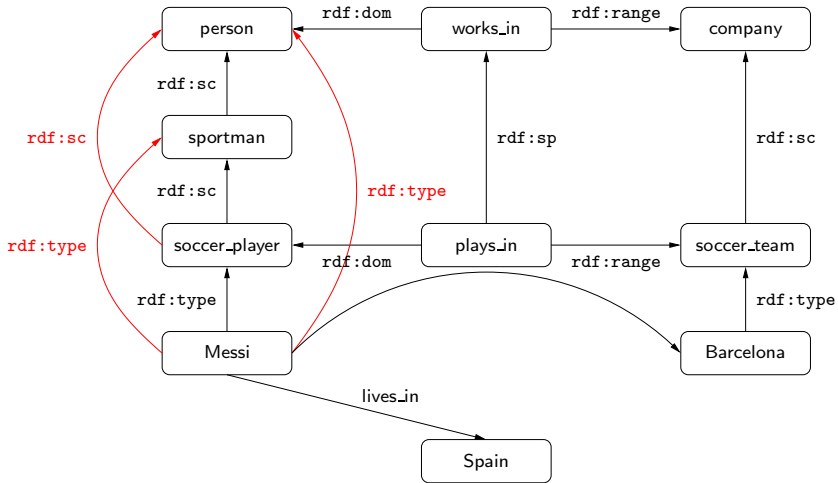 rdf:dom rdf:range
person works_in company
rdf:sc
rdf:sc sportman rdf:sp rdf:sc
rdf:sc rdf:type
rdf:type soccer_player plays_in soccer_team
rdf:dom rdf:range
rdf:type rdf:type
Messi Barcelona
lives_in
Spain